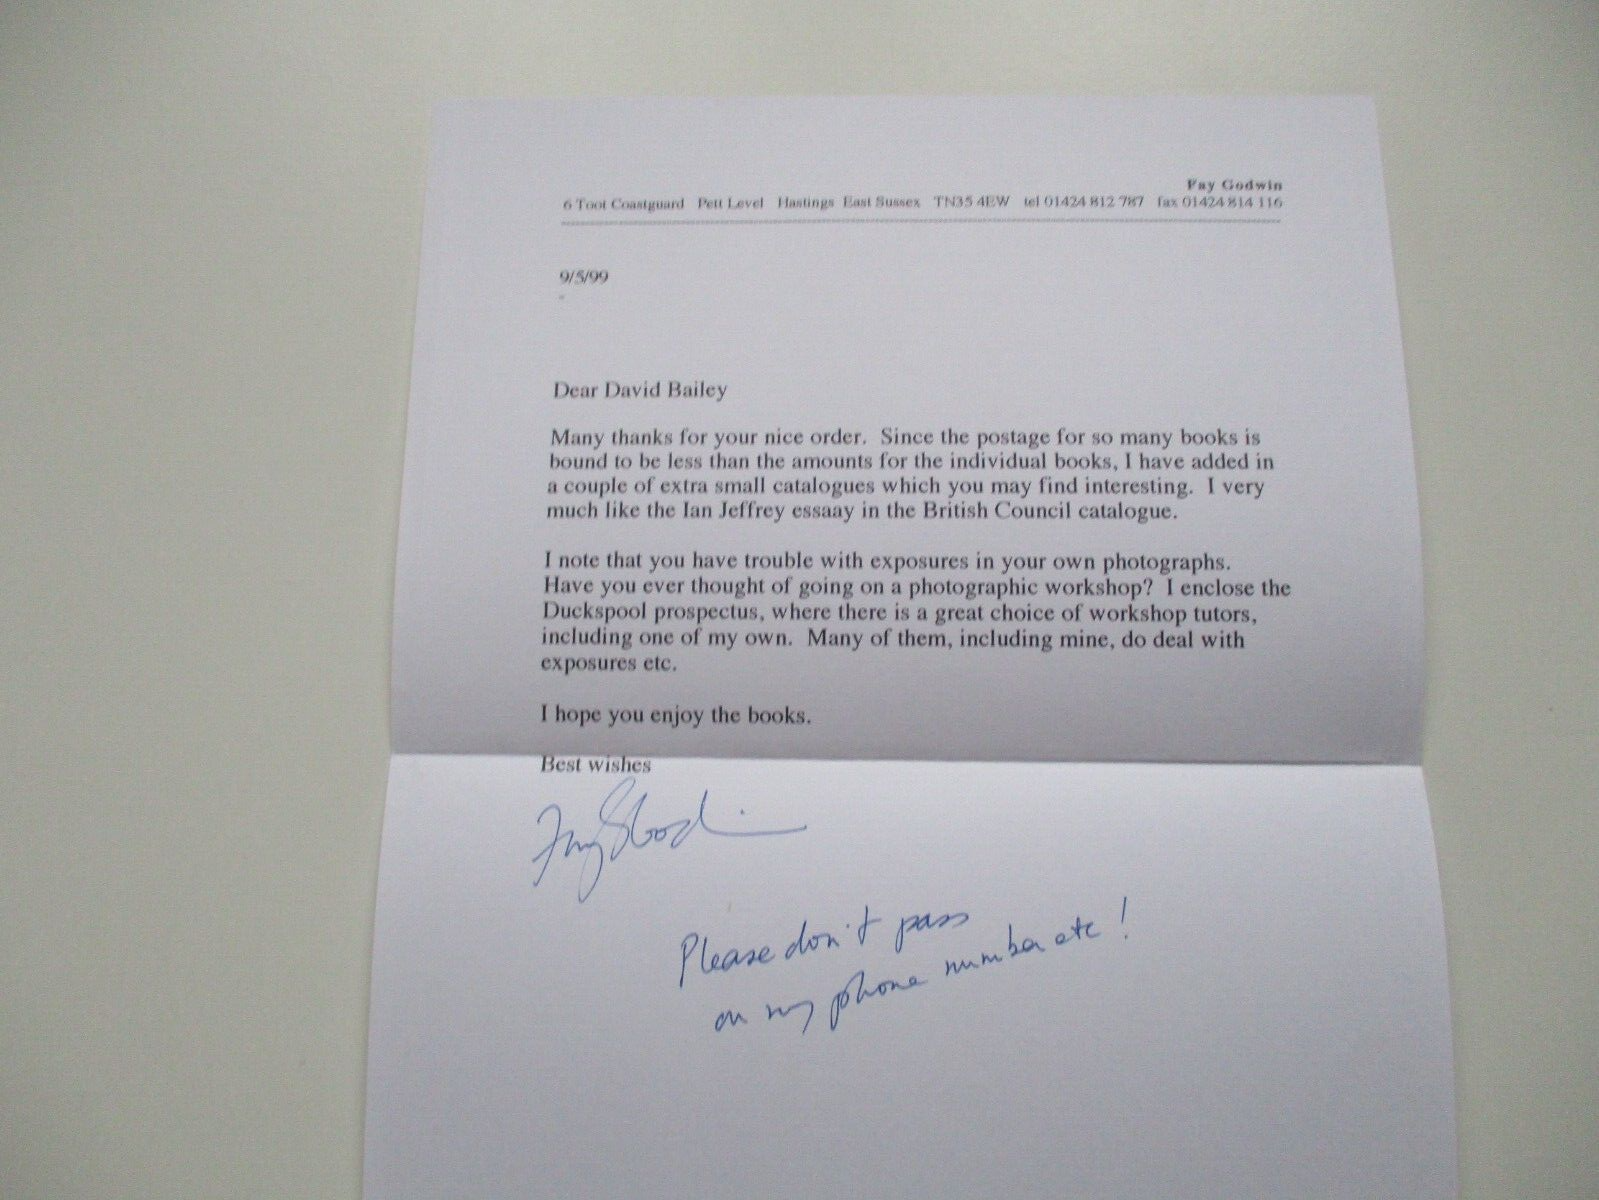 Fay Godwin
6 Toot Coastguard Pett Level Hastings East Sussex TN35 4EW tel 01424 812 787 fax 01424 814 116
9/5/99
Dear David Bailey
Many thanks for your nice order. Since the postage for so many books is
bound to be less than the amounts for the individual books, I have added in
a couple of extra small catalogues which you may find interesting. I very
much like the Ian Jeffrey essaay in the British Council catalogue.
I note that you have trouble with exposures in your own photographs.
Have you ever thought of going on a photographic workshop? I enclose the
Duckspool prospectus, where there is a great choice of workshop tutors,
including one of my own. Many of them, including mine, do deal with
exposures etc.
I hope you enjoy the books.
Best wishes
Fay Godwin
Please don't pass
on my phone number etc!